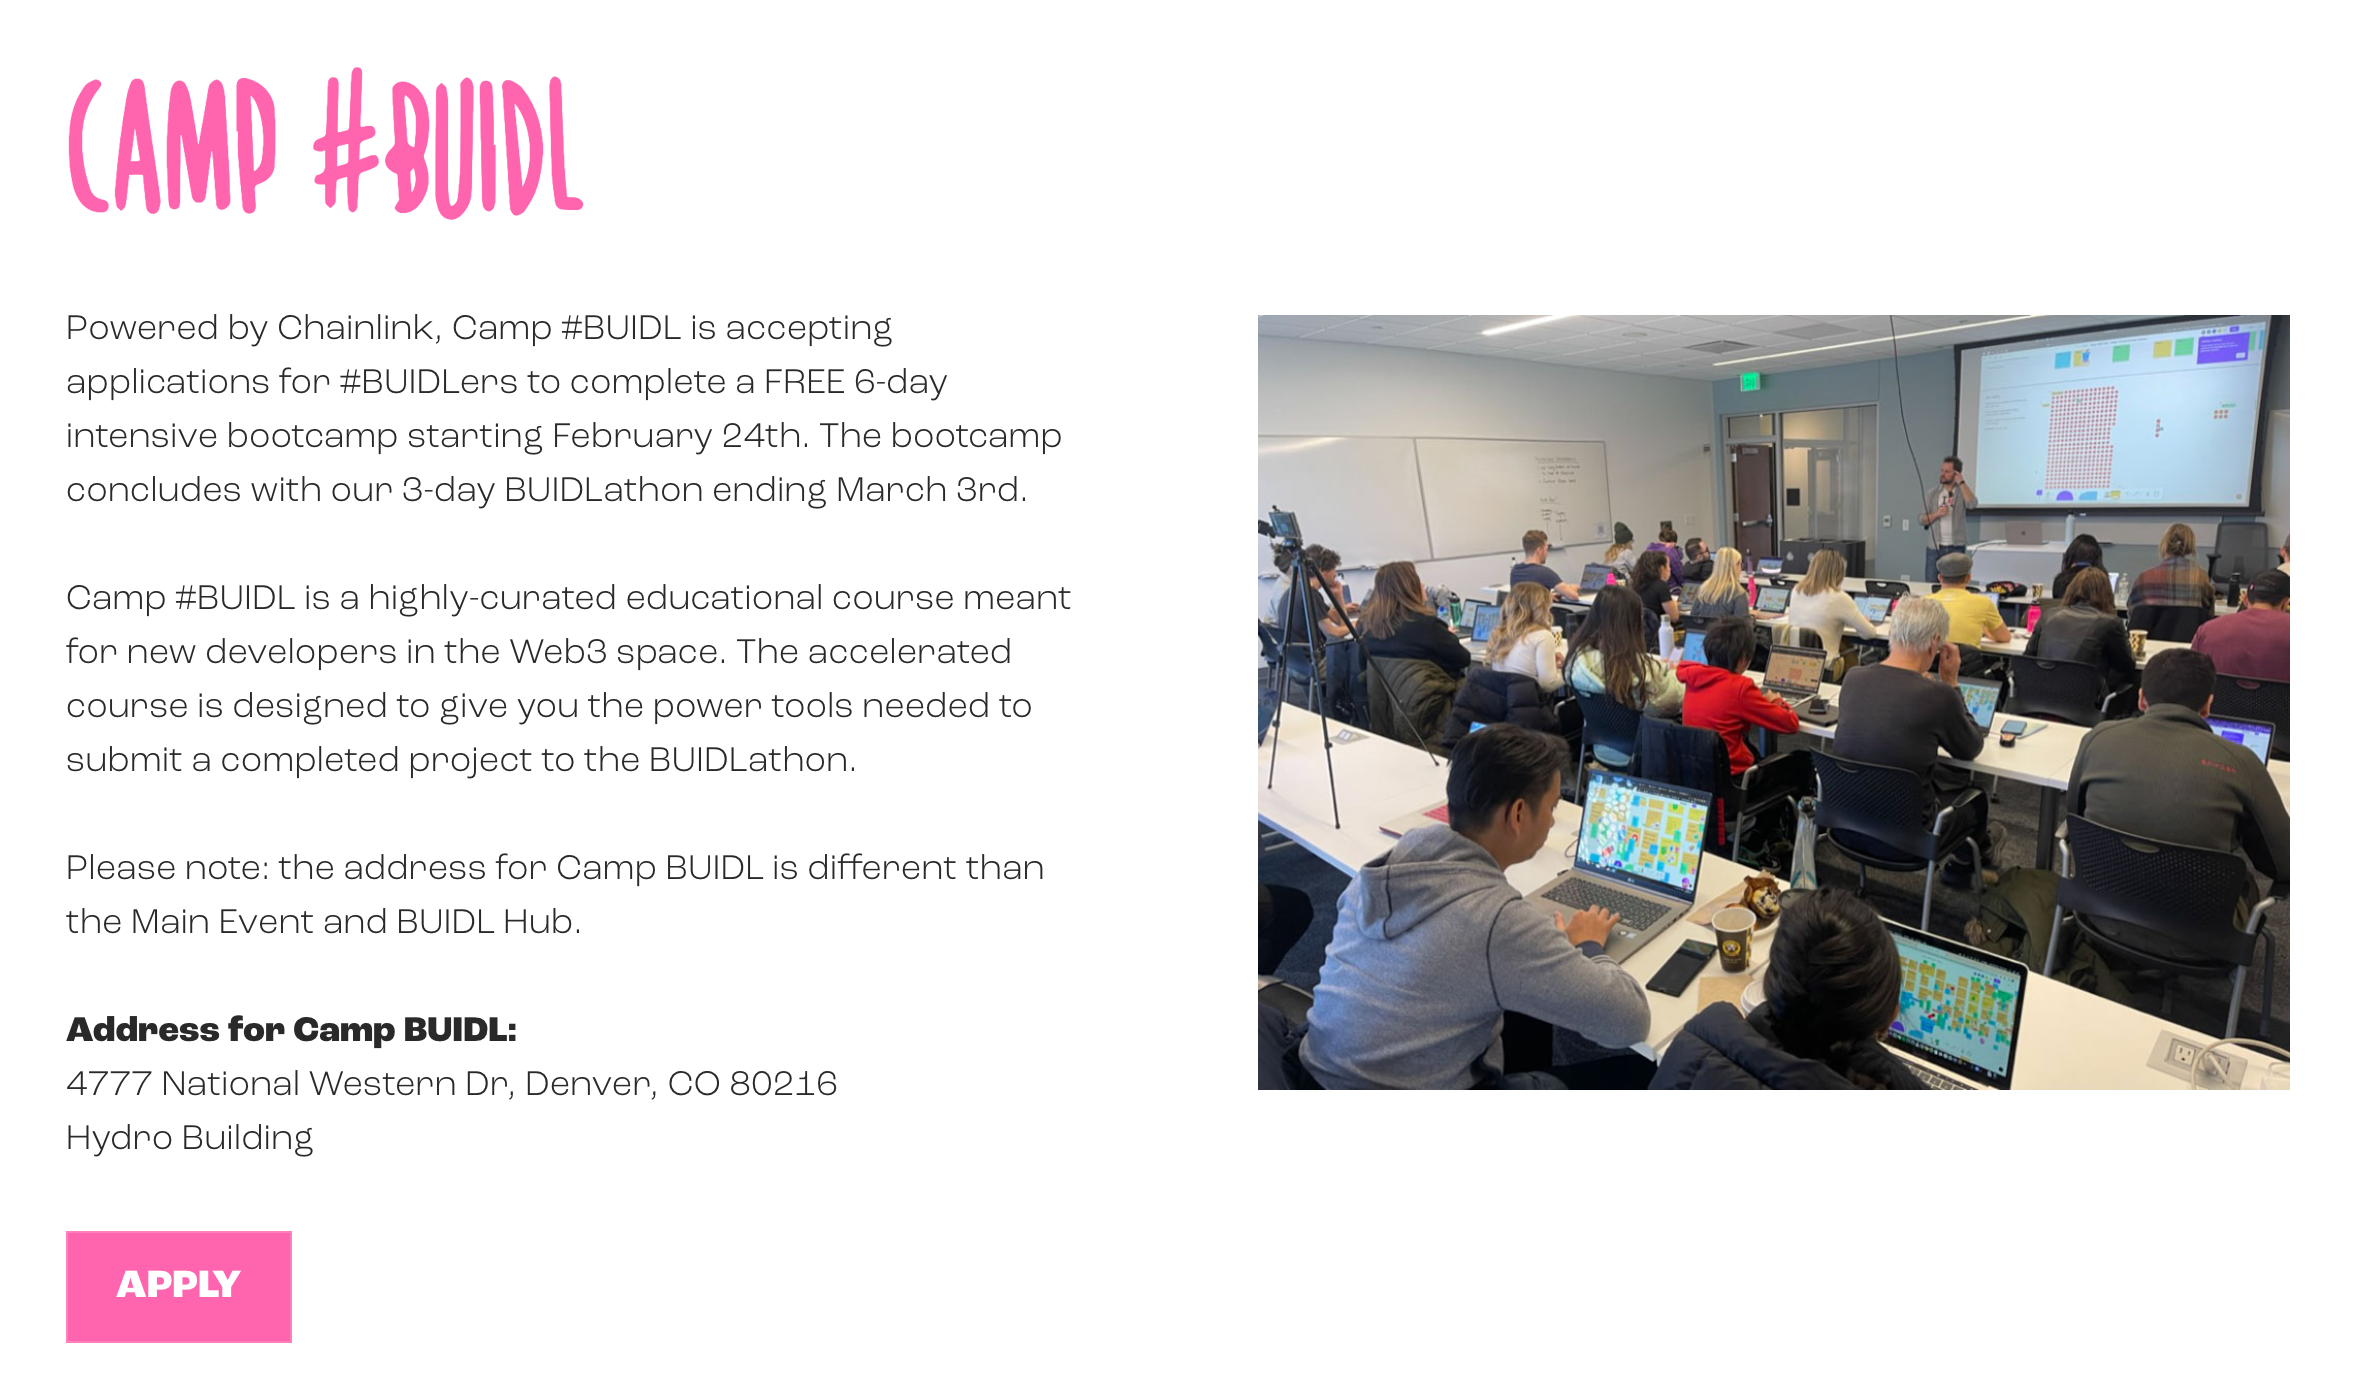 CAMP #BUIDL
Powered by Chainlink, Camp #BUIDL is accepting
applications for #BUIDLers to complete a FREE 6-day
intensive bootcamp starting February 24th. The bootcamp
concludes with our 3-day BUIDLathon ending March 3rd.
Camp #BUIDL is a highly-curated educational course meant
for new developers in the Web3 space. The accelerated
course is designed to give you the power tools needed to
submit a completed project to the BUIDLathon.
Please note: the address for Camp BUIDL is different than
the Main Event and BUIDL Hub.
Address for Camp BUIDL:
4777 National Western Dr, Denver, CO 80216
Hydro Building
APPLY